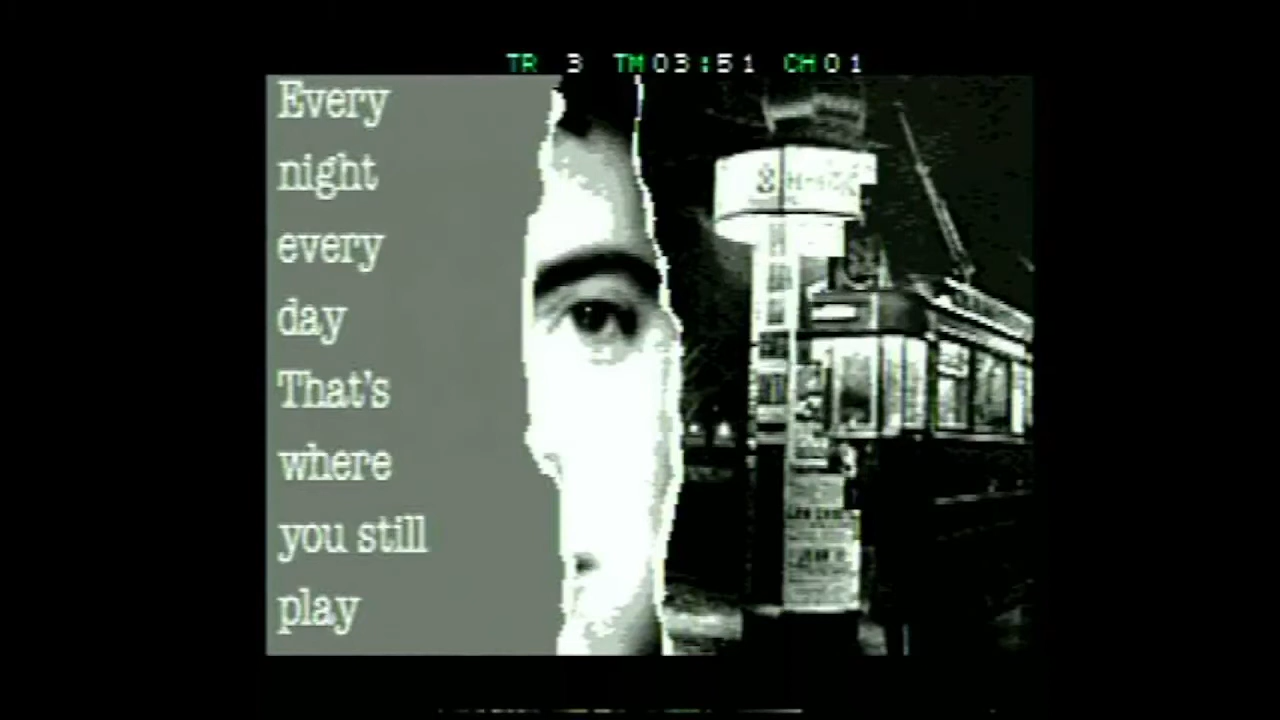 TR 3 TM03:51 CH01
Every
night
every
day
That's
where
you still
play